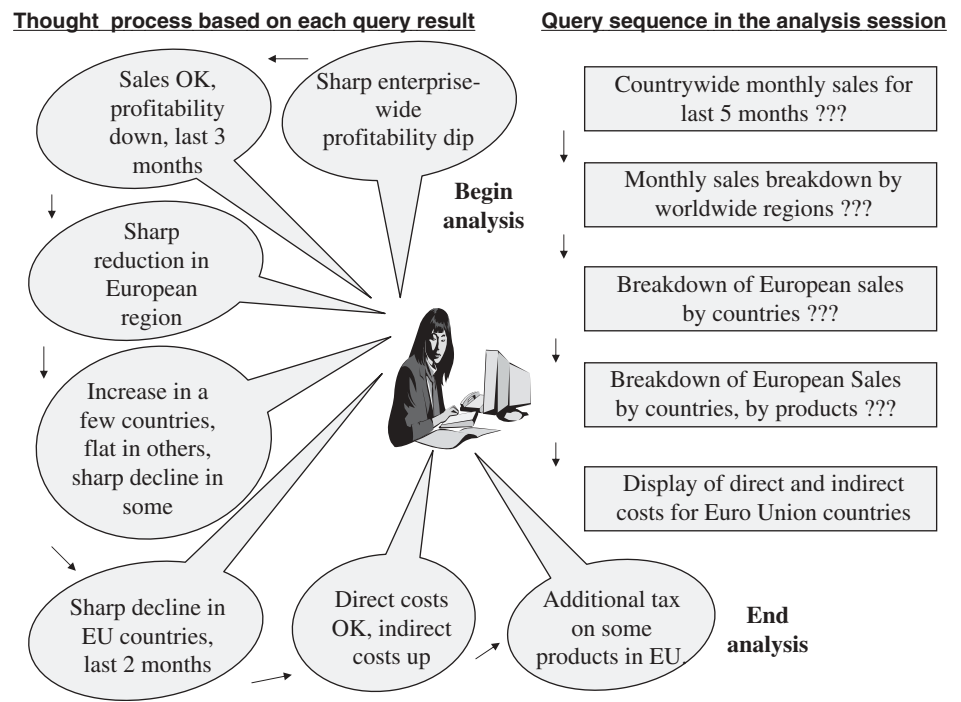 Thought process based on each query result
Query sequence in the analysis session
Sharp enterprise-
wide
profitability dip
Begin
analysis
Sales OK,
profitability
down, last 3
months
Sharp
reduction in
European
region
Increase in a
few countries,
flat in others,
sharp decline in
some
Sharp decline in
EU countries,
last 2 months
Direct costs
OK, indirect
costs up
Additional tax
on some
products in EU.
End
analysis
Countrywide monthly sales for
last 5 months ???
Monthly sales breakdown by
worldwide regions ???
Breakdown of European sales
by countries ???
Breakdown of European Sales
by countries, by products ???
Display of direct and indirect
costs for Euro Union countries